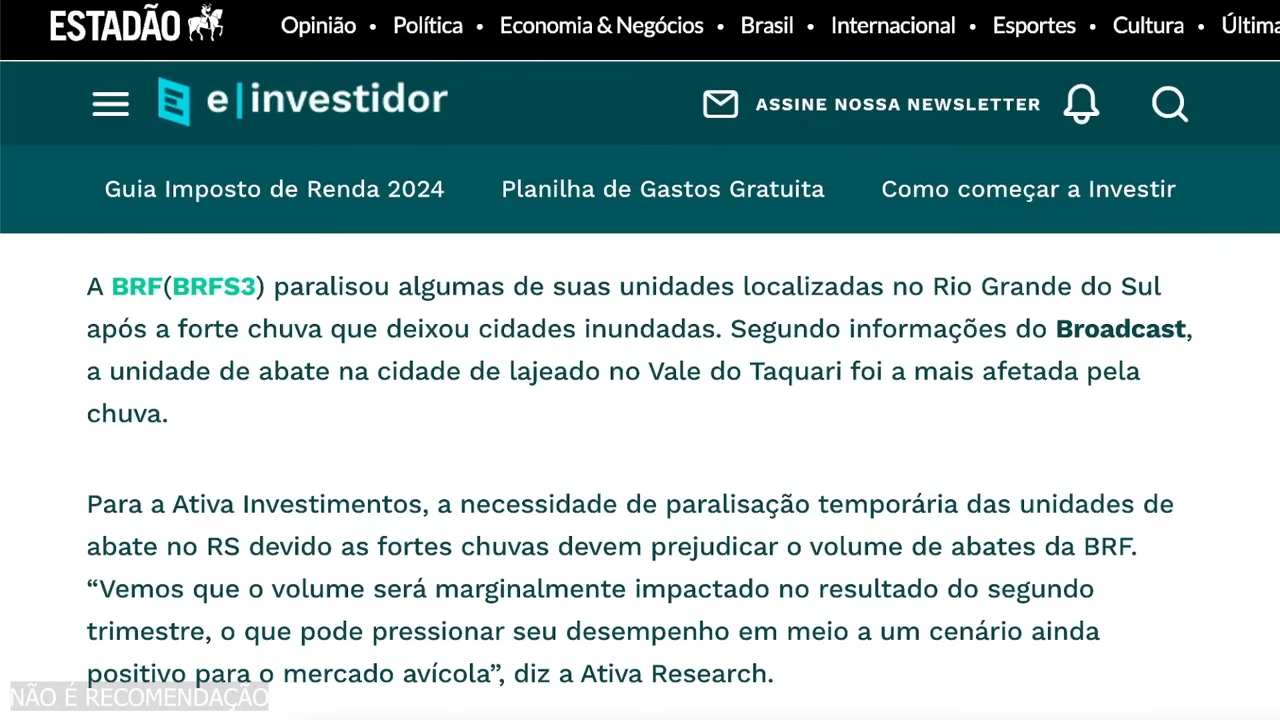 ESTADÃO
Opinião • Política • Economia & Negócios • Brasil • Internacional • Esportes • Cultura • Última
e|investidor
ASSINE NOSSA NEWSLETTER
Guia Imposto de Renda 2024 Planilha de Gastos Gratuita Como começar a Investir
A BRF(BRFS3) paralisou algumas de suas unidades localizadas no Rio Grande do Sul
após a forte chuva que deixou cidades inundadas. Segundo informações do Broadcast,
a unidade de abate na cidade de lajeado no Vale do Taquari foi a mais afetada pela
chuva.
Para a Ativa Investimentos, a necessidade de paralisação temporária das unidades de
abate no RS devido as fortes chuvas devem prejudicar o volume de abates da BRF.
“Vemos que o volume será marginalmente impactado no resultado do segundo
trimestre, o que pode pressionar seu desempenho em meio a um cenário ainda
positivo para o mercado avícola”, diz a Ativa Research.
NÃO É RECOMENDAÇÃO